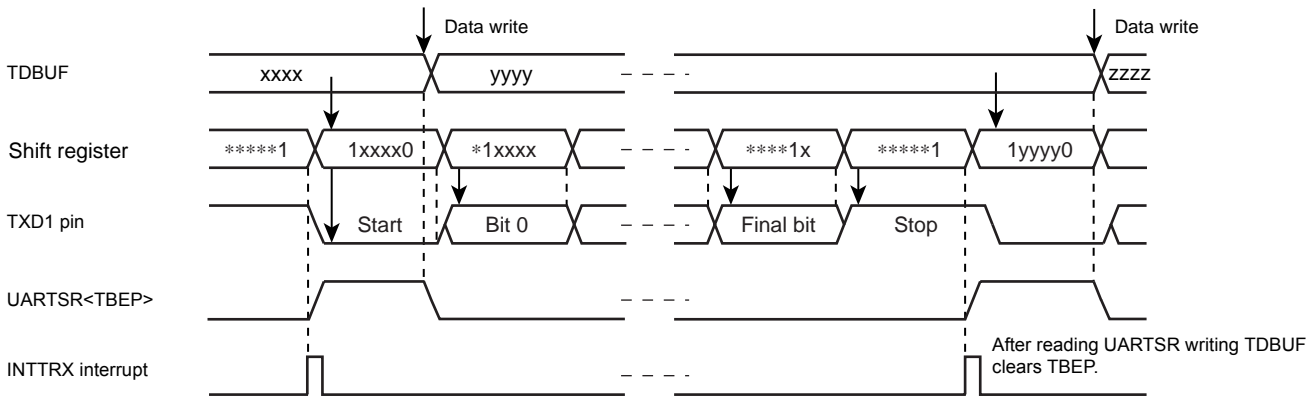 Data write Data write
TDBUF xxxx yyyy zzzz
Shift register *****1 1xxxx0 *1xxxx ****1x *****1 1yyyy0
TXD1 pin Start Bit 0 Final bit Stop
UARTSR<TBEP>
After reading UARTSR writing TDBUF
INTTRX interrupt clears TBEP.